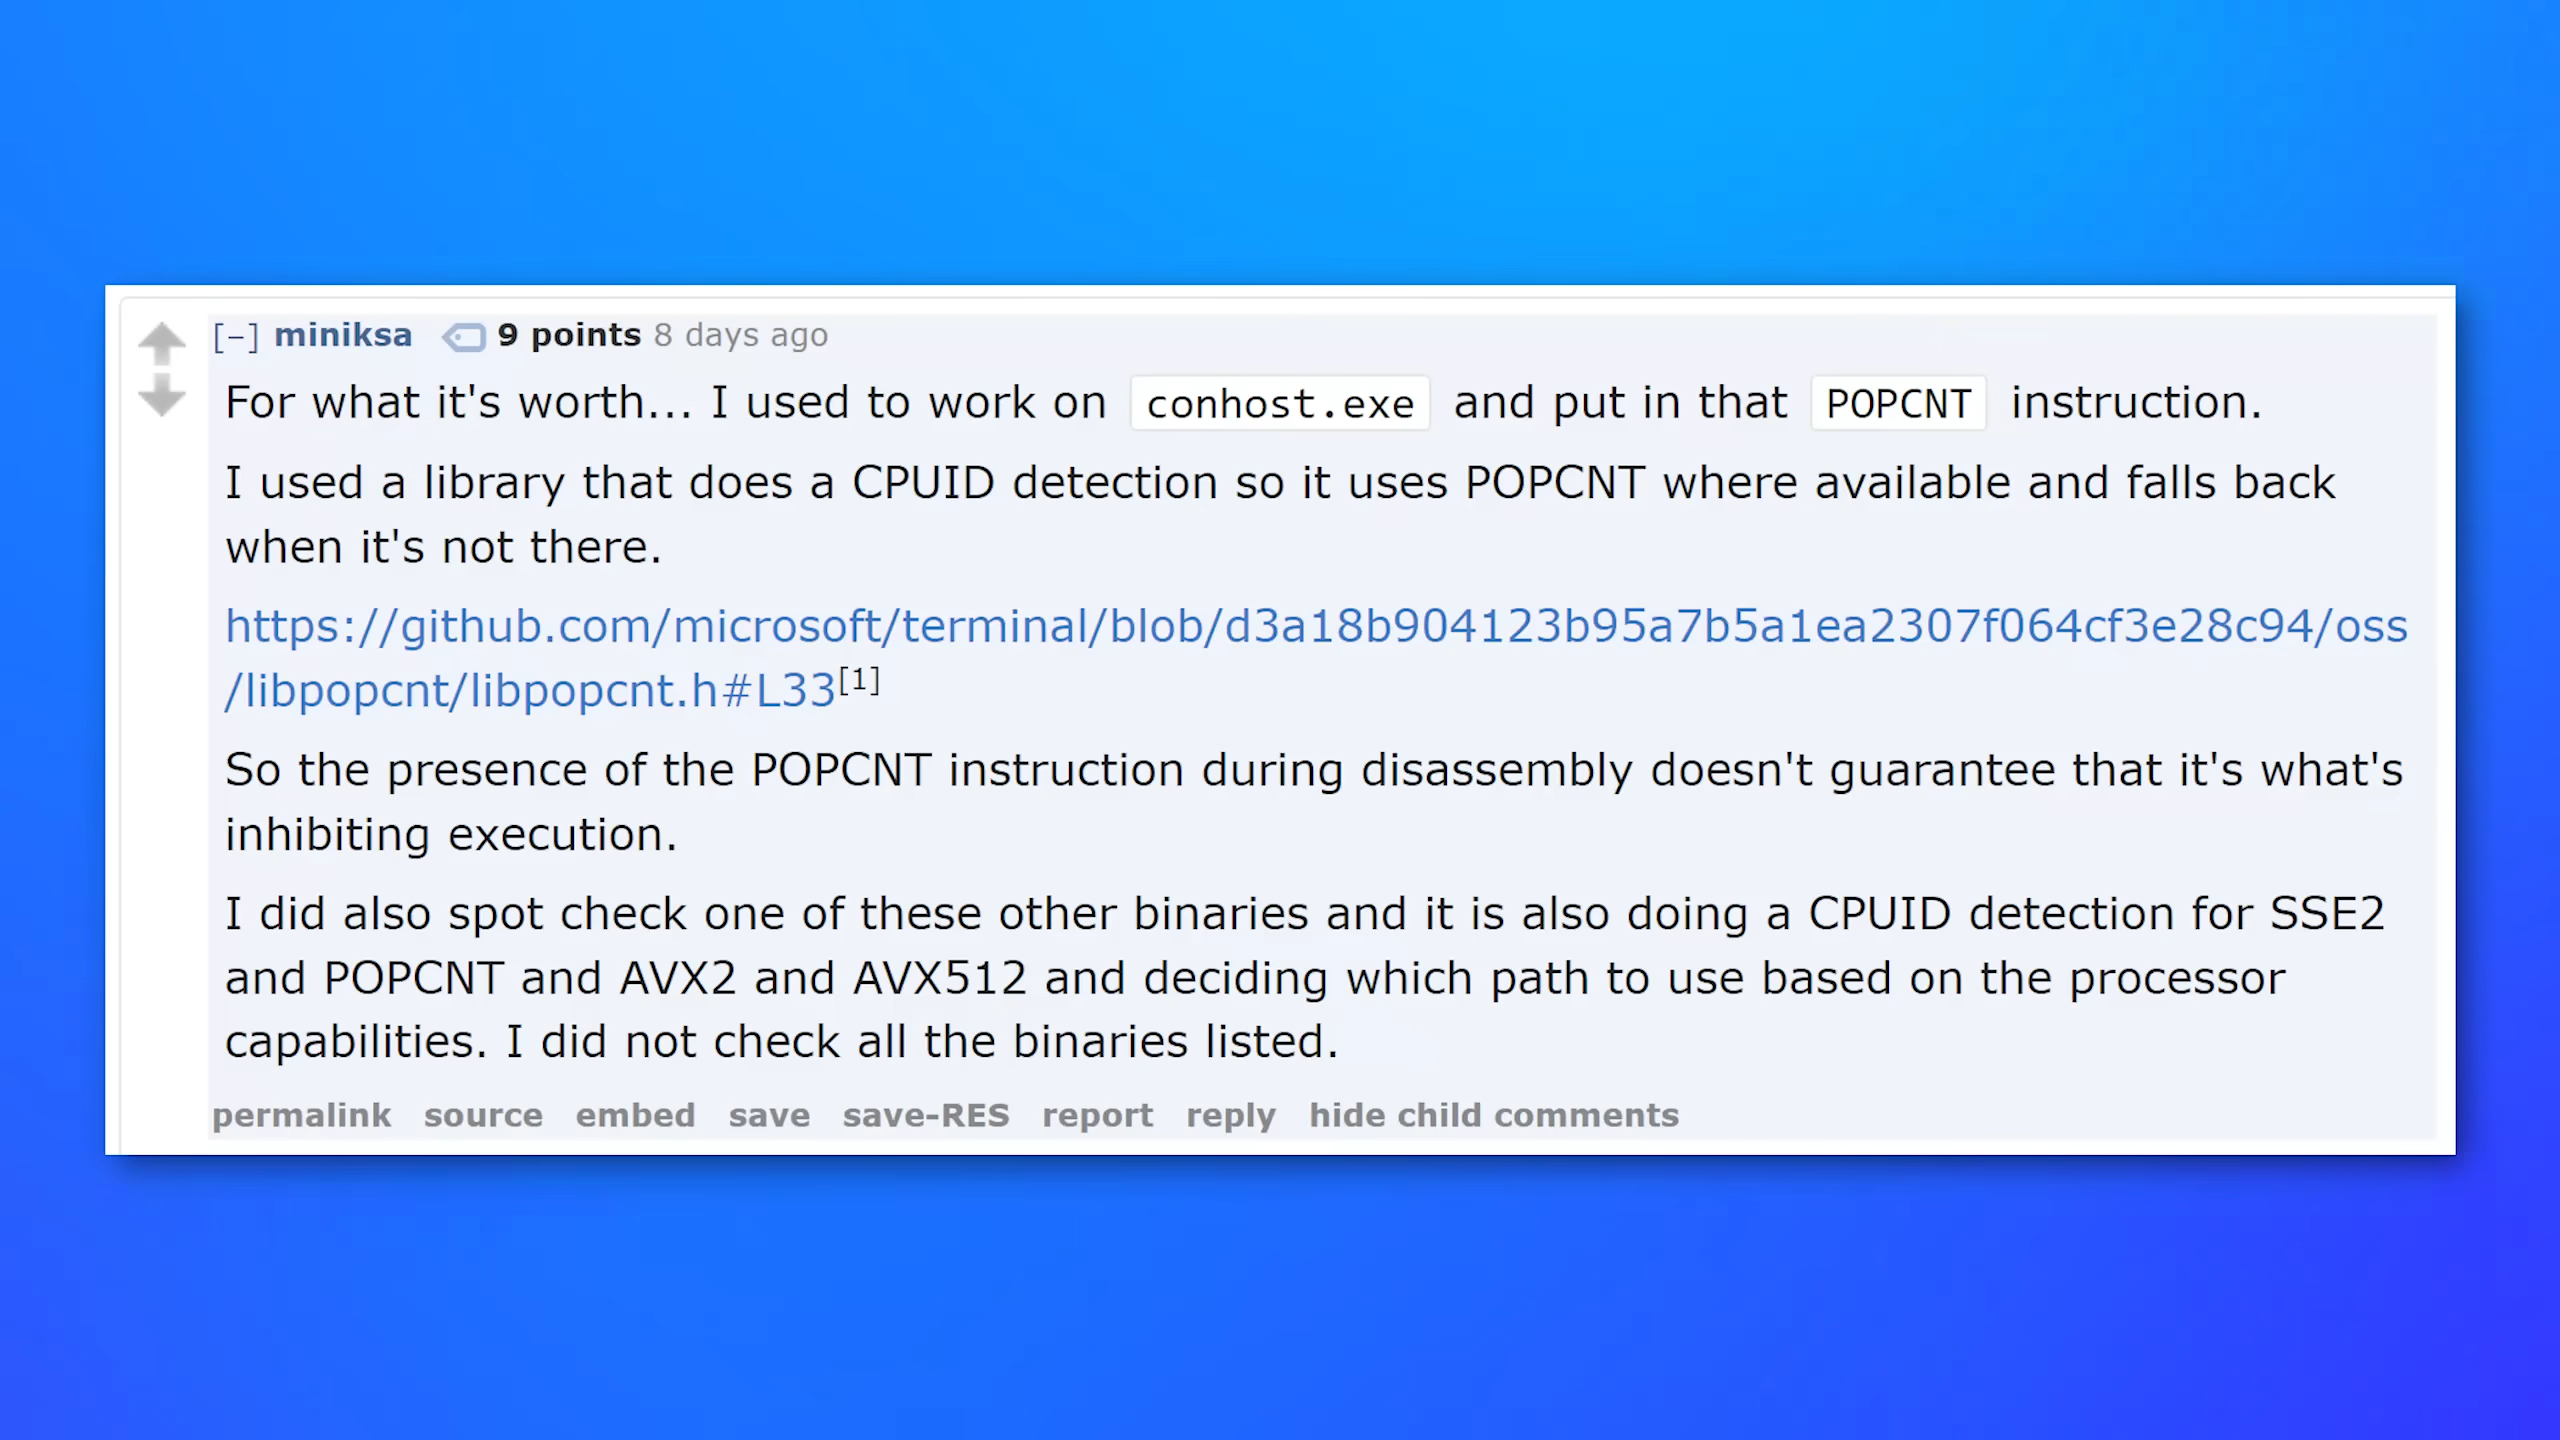 [–] miniksa 9 points 8 days ago
For what it's worth... I used to work on conhost.exe and put in that POPCNT instruction.
I used a library that does a CPUID detection so it uses POPCNT where available and falls back
when it's not there.
https://github.com/microsoft/terminal/blob/d3a18b904123b95a7b5a1ea2307f064cf3e28c94/oss
/libpopcnt/libpopcnt.h#L33[1]
So the presence of the POPCNT instruction during disassembly doesn't guarantee that it's what's
inhibiting execution.
I did also spot check one of these other binaries and it is also doing a CPUID detection for SSE2
and POPCNT and AVX2 and AVX512 and deciding which path to use based on the processor
capabilities. I did not check all the binaries listed.
permalink source embed save save-RES report reply hide child comments